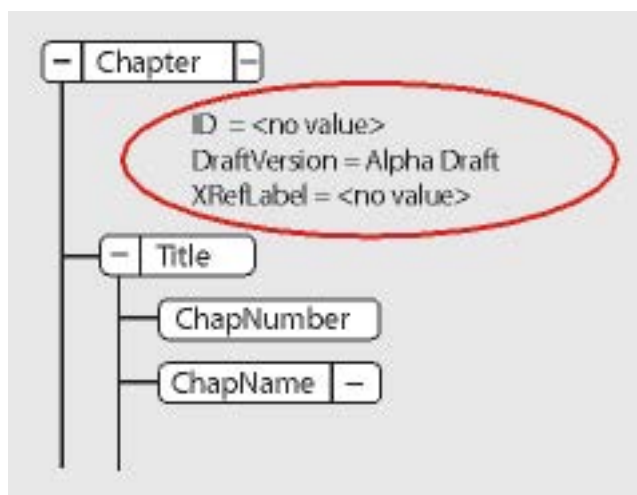 Chapter
ID = <no value>
DraftVersion = Alpha Draft
XRefLabel = <no value>
Title
ChapNumber
ChapName